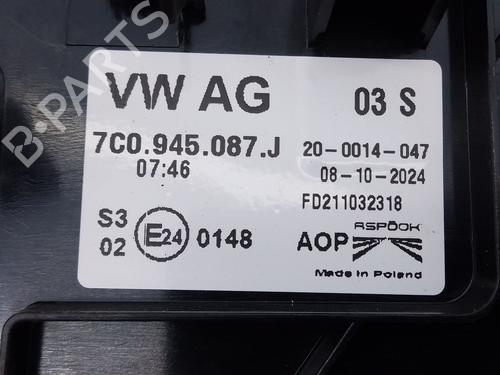 VW AG 03 S
7C0.945.087.J 20-0014-047
07:46 08-10-2024
FD211032318
S3
02 E24 0148 AOP ASPÖCK
Made in Poland
B-PARTS